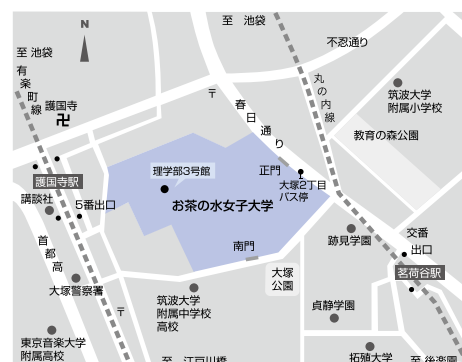 至 池袋
N
不忍通り
至 池袋
有楽町線
護国寺
卍
〒
春日通り
丸の内線
筑波大学
附属小学校
教育の森公園
理学部3号館
正門
大塚2丁目
バス停
護国寺駅
講談社
5番出口
お茶の水女子大学
首都高
南門
跡見学園
交番
出口
茗荷谷駅
大塚
公園
大塚警察署
〒
筑波大学
附属中学校
高校
貞静学園
東京音楽大学
附属高校
至 江戸川橋
拓殖大学
至 後楽園